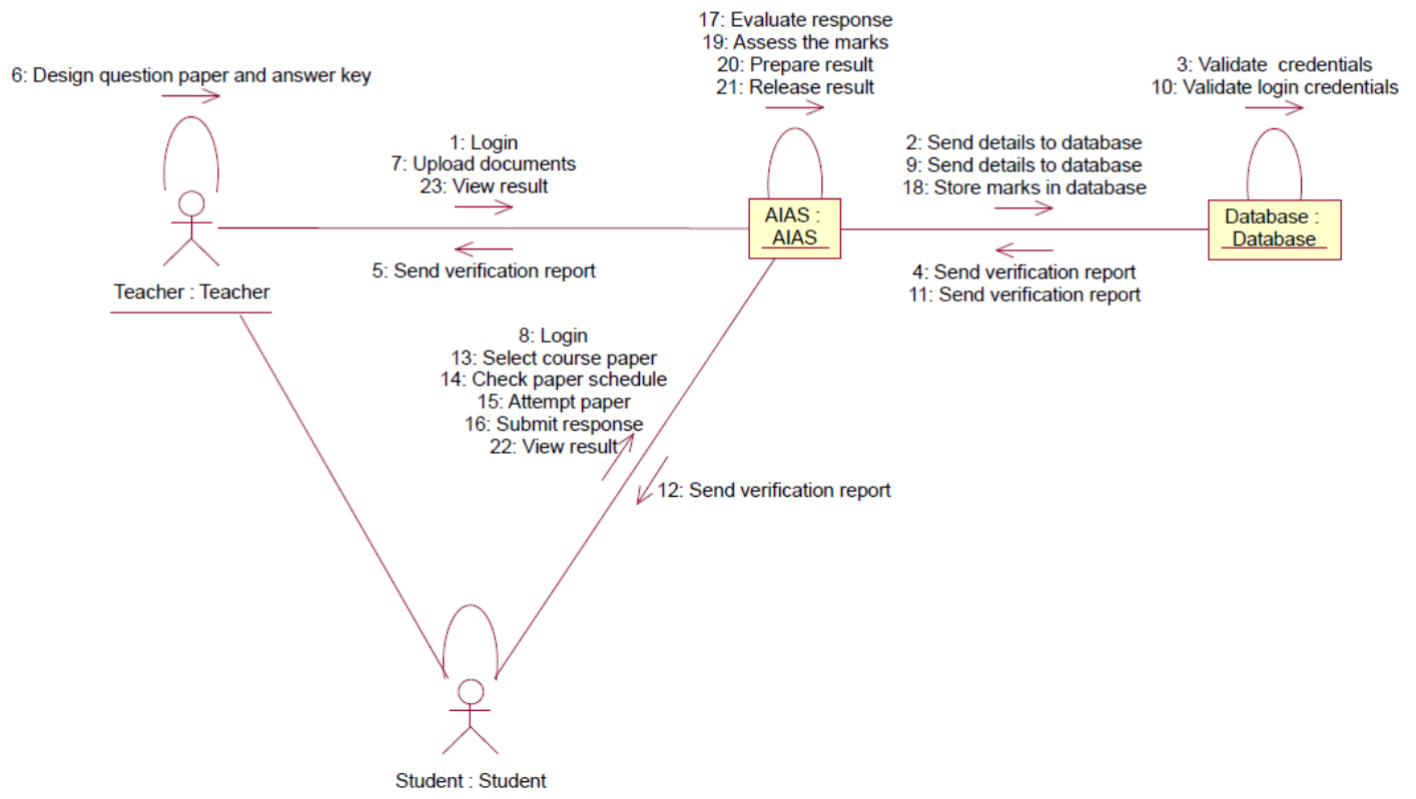 17: Evaluate response
19: Assess the marks
20: Prepare result
21: Release result
3: Validate credentials
10: Validate login credentials
6: Design question paper and answer key
1: Login
7: Upload documents
23: View result
2: Send details to database
9: Send details to database
18: Store marks in database
AIAS :
AIAS
Database :
Database
5: Send verification report
4: Send verification report
11: Send verification report
Teacher : Teacher
8: Login
13: Select course paper
14: Check paper schedule
15: Attempt paper
16: Submit response
22: View result
12: Send verification report
Student : Student